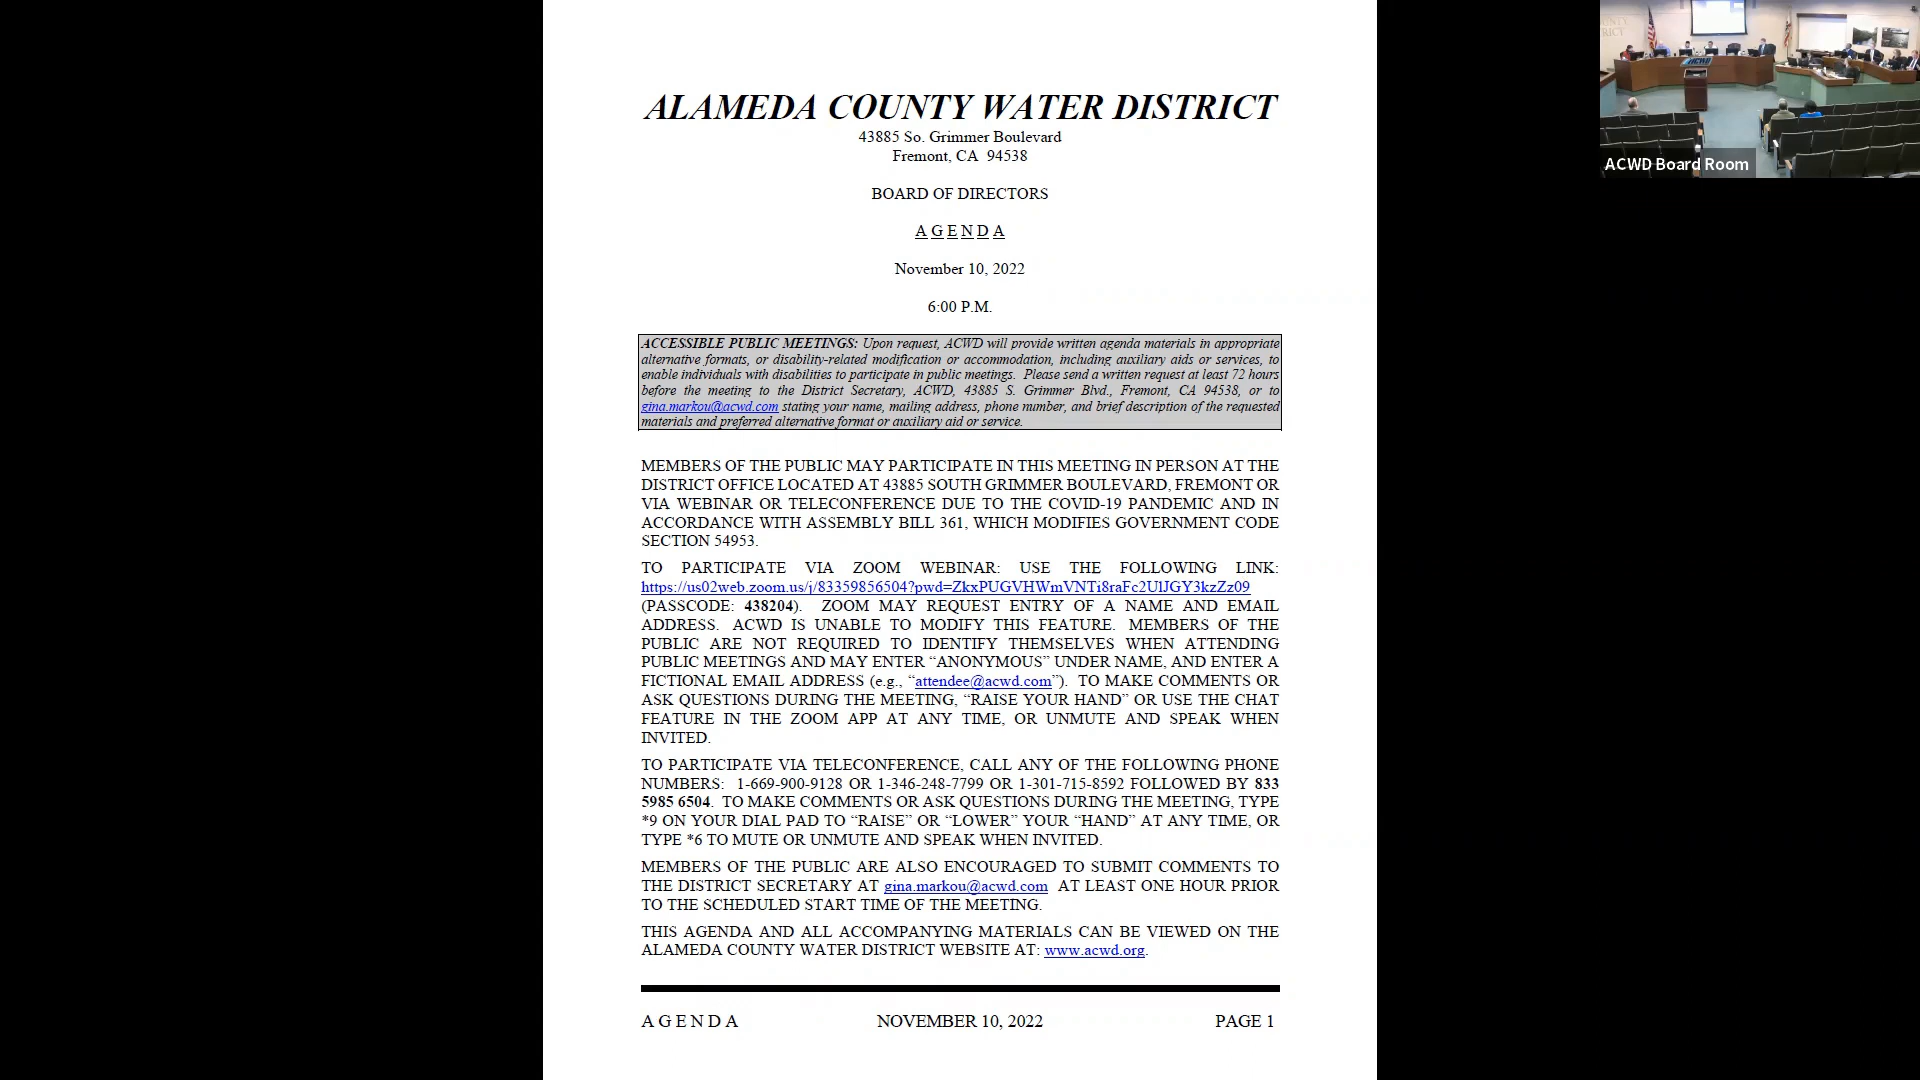 ALAMEDA COUNTY WATER DISTRICT
43885 So. Grimmer Boulevard
Fremont, CA 94538
BOARD OF DIRECTORS
A G E N D A
November 10, 2022
6:00 P.M.
ACCESSIBLE PUBLIC MEETINGS: Upon request, ACWD will provide written agenda materials in appropriate
alternative formats, or disability-related modification or accommodation, including auxiliary aids or services, to
enable individuals with disabilities to participate in public meetings. Please send a written request at least 72 hours
before the meeting to the District Secretary, ACWD, 43885 S. Grimmer Blvd., Fremont, CA 94538, or to
gina.markou@acwd.com stating your name, mailing address, phone number, and brief description of the requested
materials and preferred alternative format or auxiliary aid or service.
MEMBERS OF THE PUBLIC MAY PARTICIPATE IN THIS MEETING IN PERSON AT THE
DISTRICT OFFICE LOCATED AT 43885 SOUTH GRIMMER BOULEVARD, FREMONT OR
VIA WEBINAR OR TELECONFERENCE DUE TO THE COVID-19 PANDEMIC AND IN
ACCORDANCE WITH ASSEMBLY BILL 361, WHICH MODIFIES GOVERNMENT CODE
SECTION 54953.
TO PARTICIPATE VIA ZOOM WEBINAR: USE THE FOLLOWING LINK:
https://us02web.zoom.us/j/83359856504?pwd=ZkxPUGVHWmVNTi8raFc2UlJGY3kzZz09
(PASSCODE: 438204). ZOOM MAY REQUEST ENTRY OF A NAME AND EMAIL
ADDRESS. ACWD IS UNABLE TO MODIFY THIS FEATURE. MEMBERS OF THE
PUBLIC ARE NOT REQUIRED TO IDENTIFY THEMSELVES WHEN ATTENDING
PUBLIC MEETINGS AND MAY ENTER “ANONYMOUS” UNDER NAME, AND ENTER A
FICTIONAL EMAIL ADDRESS (e.g., “attendee@acwd.com”). TO MAKE COMMENTS OR
ASK QUESTIONS DURING THE MEETING, “RAISE YOUR HAND” OR USE THE CHAT
FEATURE IN THE ZOOM APP AT ANY TIME, OR UNMUTE AND SPEAK WHEN
INVITED.
TO PARTICIPATE VIA TELECONFERENCE, CALL ANY OF THE FOLLOWING PHONE
NUMBERS: 1-669-900-9128 OR 1-346-248-7799 OR 1-301-715-8592 FOLLOWED BY 833
5985 6504. TO MAKE COMMENTS OR ASK QUESTIONS DURING THE MEETING, TYPE
*9 ON YOUR DIAL PAD TO “RAISE” OR “LOWER” YOUR “HAND” AT ANY TIME, OR
TYPE *6 TO MUTE OR UNMUTE AND SPEAK WHEN INVITED.
MEMBERS OF THE PUBLIC ARE ALSO ENCOURAGED TO SUBMIT COMMENTS TO
THE DISTRICT SECRETARY AT gina.markou@acwd.com AT LEAST ONE HOUR PRIOR
TO THE SCHEDULED START TIME OF THE MEETING.
THIS AGENDA AND ALL ACCOMPANYING MATERIALS CAN BE VIEWED ON THE
ALAMEDA COUNTY WATER DISTRICT WEBSITE AT: www.acwd.org.
A G E N D A NOVEMBER 10, 2022 PAGE 1
ACWD
ACWD Board Room